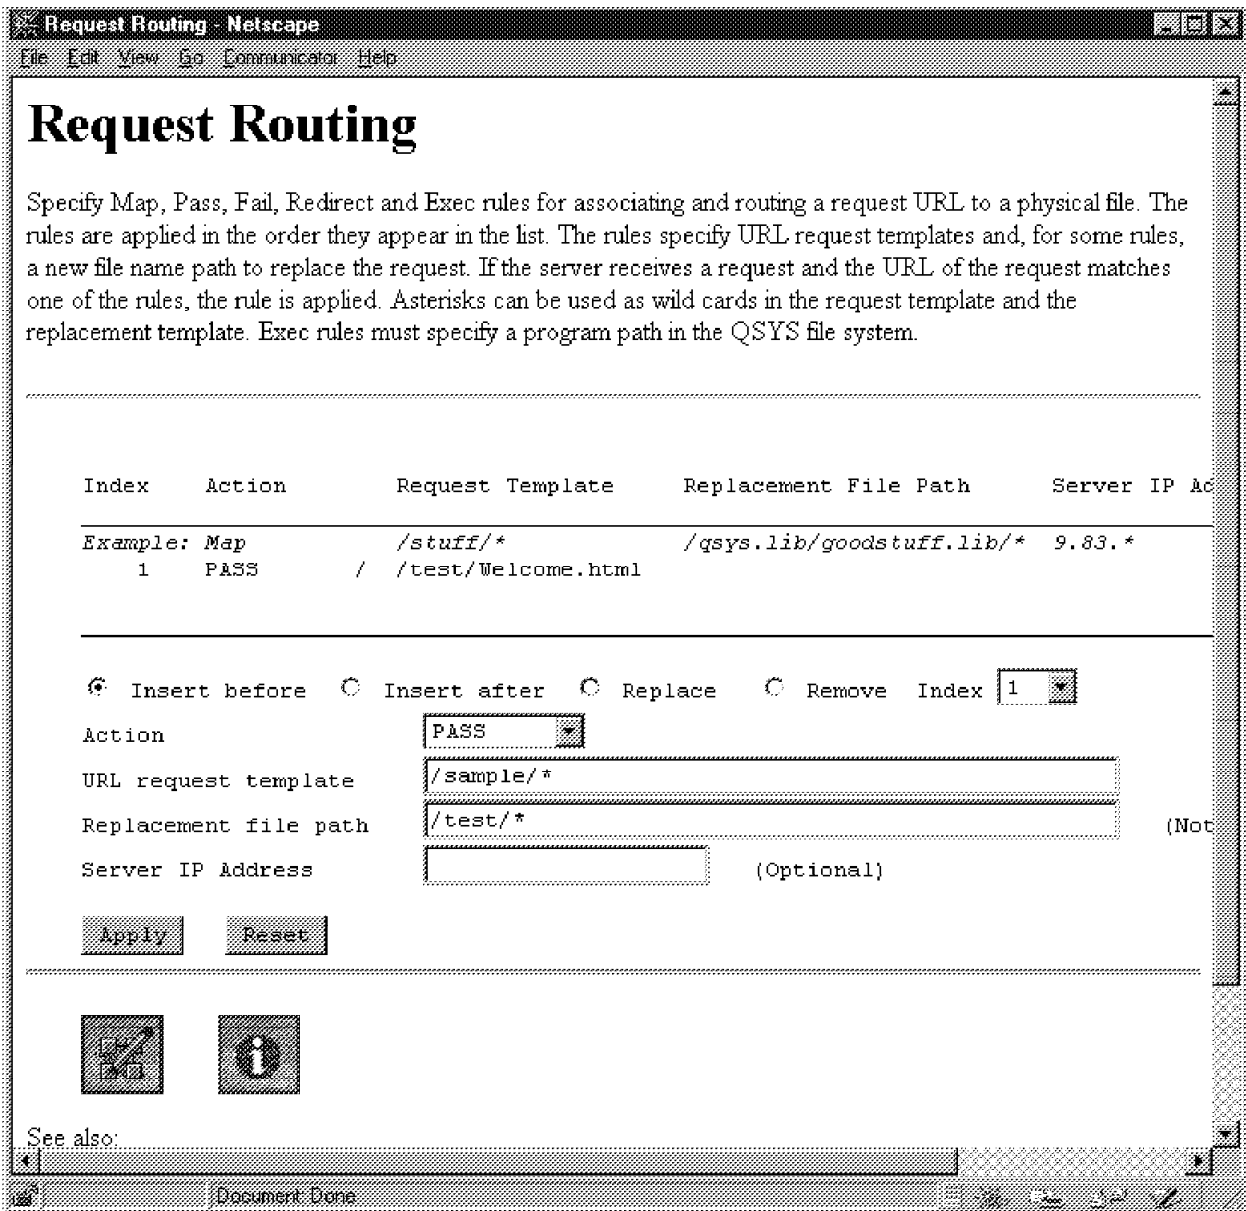 Request Routing - Netscape
File Edit View Go Communicator Help
Request Routing
Specify Map, Pass, Fail, Redirect and Exec rules for associating and routing a request URL to a physical file. The
rules are applied in the order they appear in the list. The rules specify URL request templates and, for some rules,
a new file name path to replace the request. If the server receives a request and the URL of the request matches
one of the rules, the rule is applied. Asterisks can be used as wild cards in the request template and the
replacement template. Exec rules must specify a program path in the QSYS file system.
Index Action Request Template Replacement File Path Server IP Ad
Example: Map /stuff/* /qsys.lib/goodstuff.lib/* 9.83.*
1 PASS / /test/Welcome.html
Insert before Insert after Replace Remove Index 1
Action PASS
URL request template /sample/*
Replacement file path /test/* (Not
Server IP Address (Optional)
Apply Reset
See also:
Document: Done